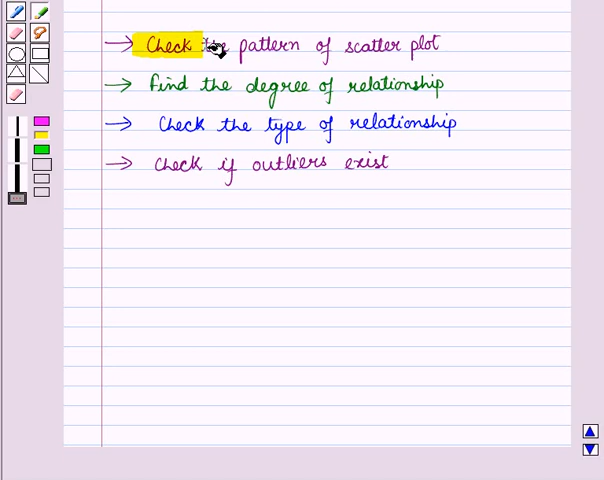 → Check the pattern of scatter plot
→ Find the degree of relationship
→ Check the type of relationship
→ Check if outliers exist